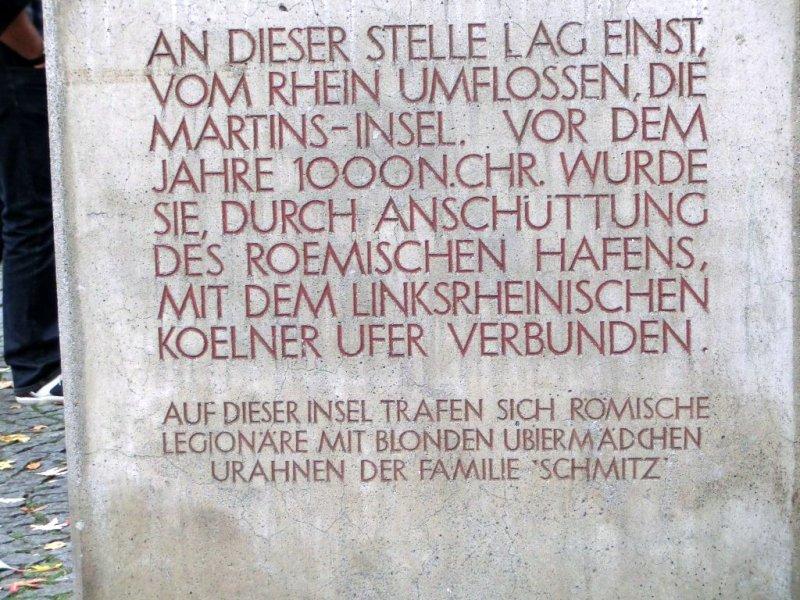 AN DIESER STELLE LAG EINST,
VOM RHEIN UMFLOSSEN, DIE
MARTINS-INSEL. VOR DEM
JAHRE 1000 N.CHR. WURDE
SIE, DURCH ANSCHÜTTUNG
DES ROEMISCHEN HAFENS,
MIT DEM LINKSRHEINISCHEN
KOELNER UFER VERBUNDEN.
AUF DIESER INSEL TRAFEN SICH RÖMISCHE
LEGIONÄRE MIT BLONDEN UBIERMÄDCHEN
URAHNEN DER FAMILIE "SCHMITZ"